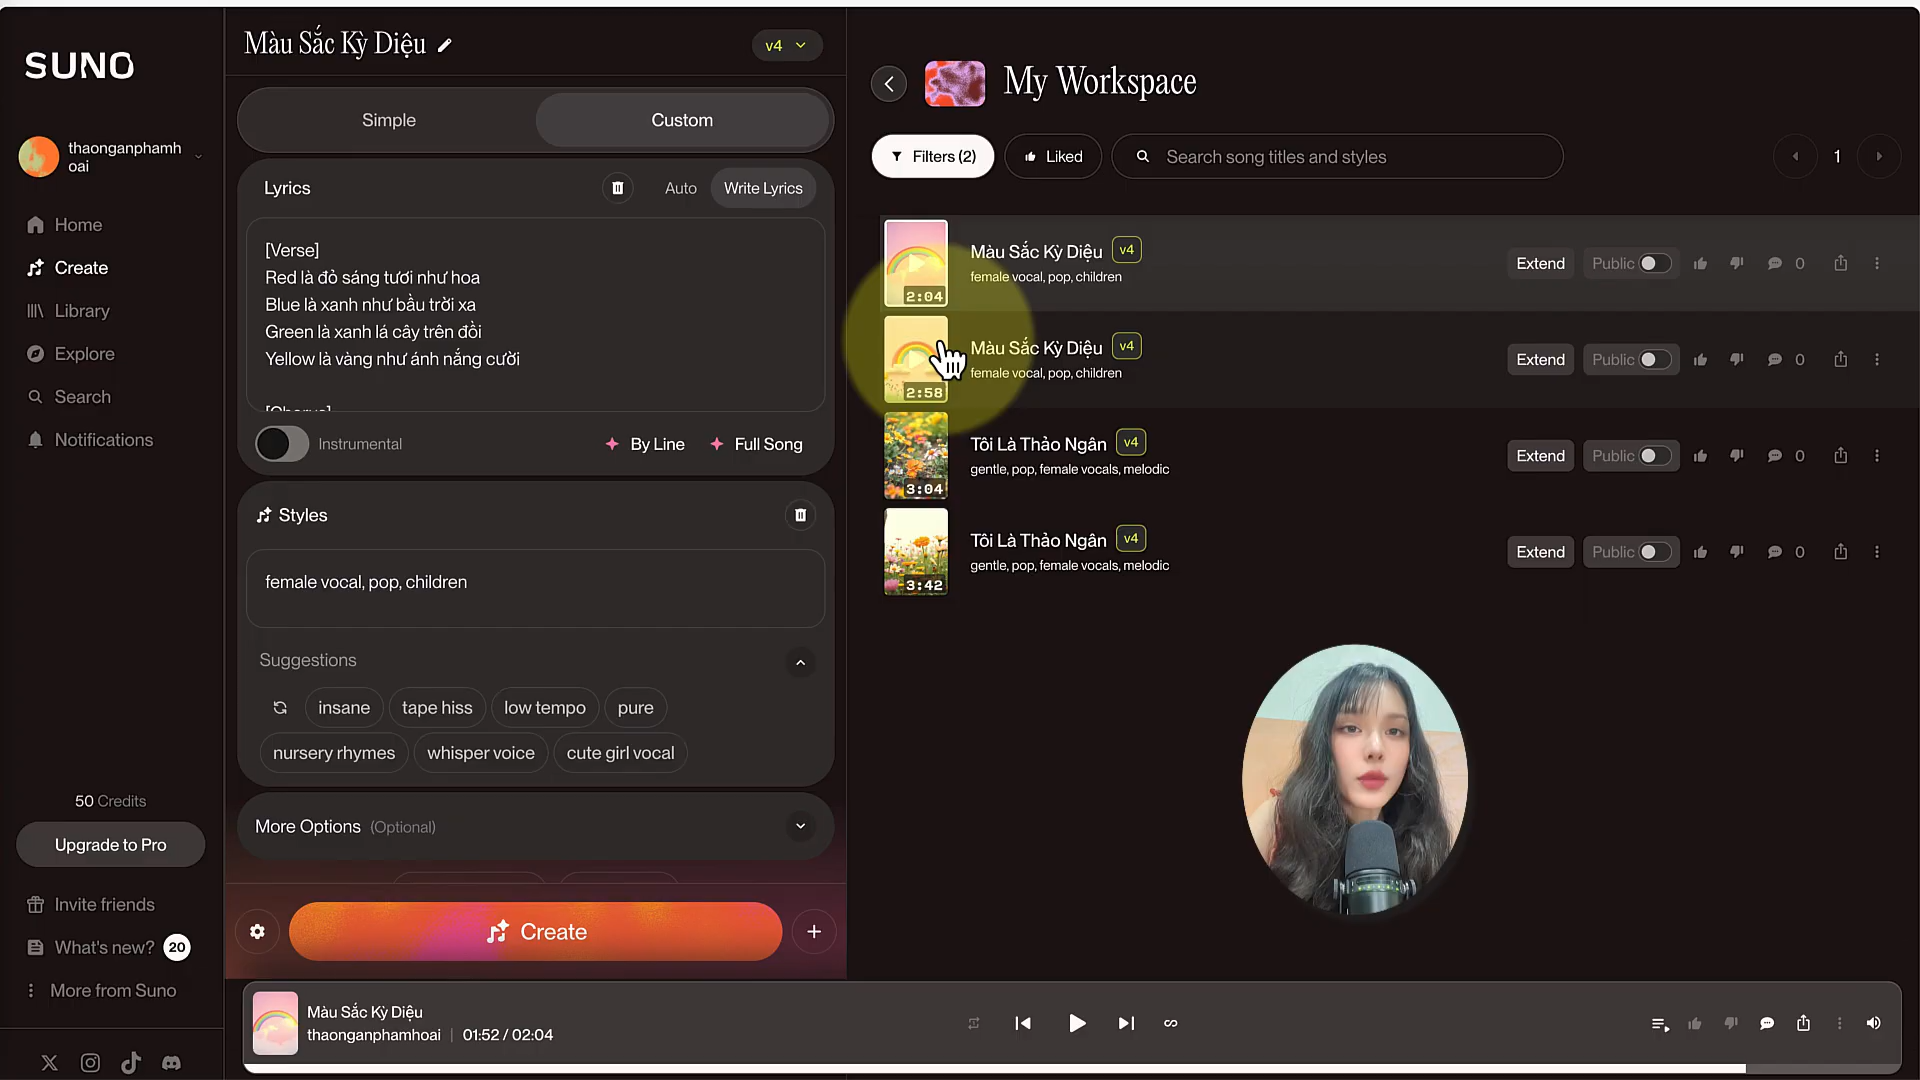 SUNO
thaonganphamh
oai
Home
Create
Library
Explore
Search
Notifications
50 Credits
Upgrade to Pro
Invite friends
What's new? 20
More from Suno
Màu Sắc Kỳ Diệu
v4
Simple
Custom
Lyrics
Auto
Write Lyrics
[Verse]
Red là đỏ sáng tươi như hoa
Blue là xanh như bầu trời xa
Green là xanh lá cây trên đồi
Yellow là vàng như ánh nắng cười
[Chorus]
Instrumental
By Line
Full Song
Styles
female vocal, pop, children
Suggestions
insane
tape hiss
low tempo
pure
nursery rhymes
whisper voice
cute girl vocal
More Options (Optional)
Create
My Workspace
Filters (2)
Liked
Search song titles and styles
1
2:04
Màu Sắc Kỳ Diệu v4
female vocal, pop, children
Extend
Public
0
2:58
Màu Sắc Kỳ Diệu v4
female vocal, pop, children
Extend
Public
0
3:04
Tôi Là Thảo Ngân v4
gentle, pop, female vocals, melodic
Extend
Public
0
3:42
Tôi Là Thảo Ngân v4
gentle, pop, female vocals, melodic
Extend
Public
0
Màu Sắc Kỳ Diệu
thaonganphamhoai | 01:52 / 02:04